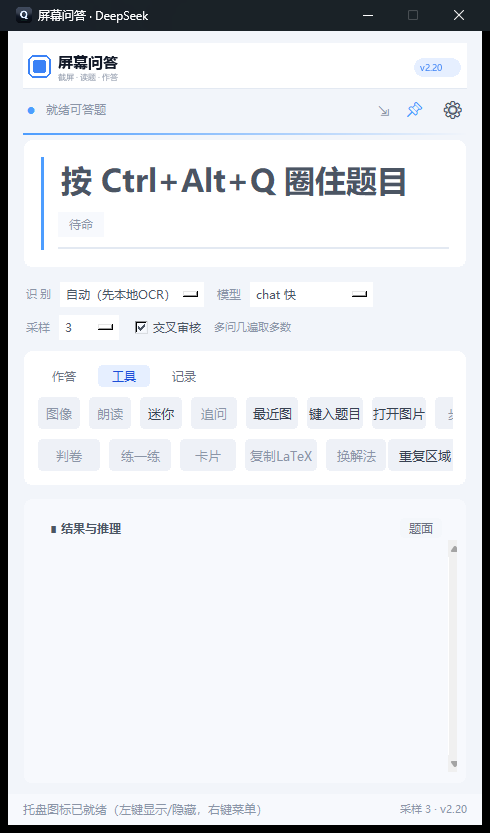 屏幕问答 · DeepSeek
屏幕问答
截屏 · 读题 · 作答
v2.20
就绪可答题
按 Ctrl+Alt+Q 圈住题目
待命
识别 自动（先本地OCR） 模型 chat 快
采样 3 交叉审核 多问几遍取多数
作答 工具 记录
图像 朗读 迷你 追问 最近图 键入题目 打开图片
判卷 练一练 卡片 复制LaTeX 换解法 重复区域
结果与推理 题面
托盘图标已就绪（左键显示/隐藏，右键菜单） 采样 3 · v2.20